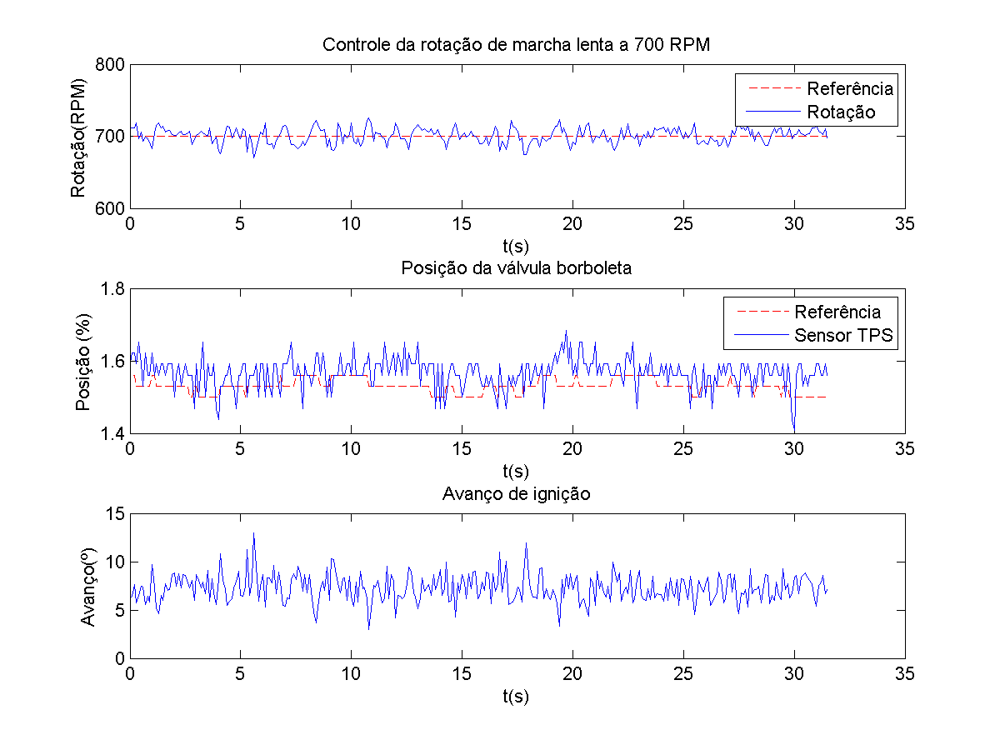 Controle da rotação de marcha lenta a 700 RPM
800
700
600
Rotação(RPM)
Referência
Rotação
0 5 10 15 20 25 30 35
t(s)
Posição da válvula borboleta
1.8
1.6
1.4
Posição (%)
Referência
Sensor TPS
0 5 10 15 20 25 30 35
t(s)
Avanço de ignição
15
10
5
0
Avanço(º)
0 5 10 15 20 25 30 35
t(s)